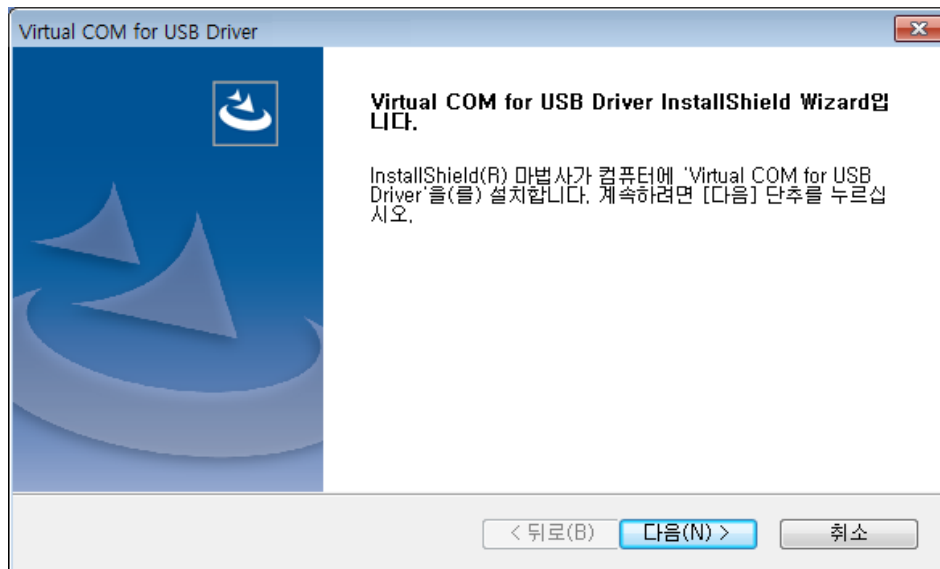 Virtual COM for USB Driver
Virtual COM for USB Driver InstallShield Wizard입
니다.
InstallShield(R) 마법사가 컴퓨터에 'Virtual COM for USB
Driver'을(를) 설치합니다. 계속하려면 [다음] 단추를 누르십
시오.
< 뒤로(B) 다음(N) > 취소